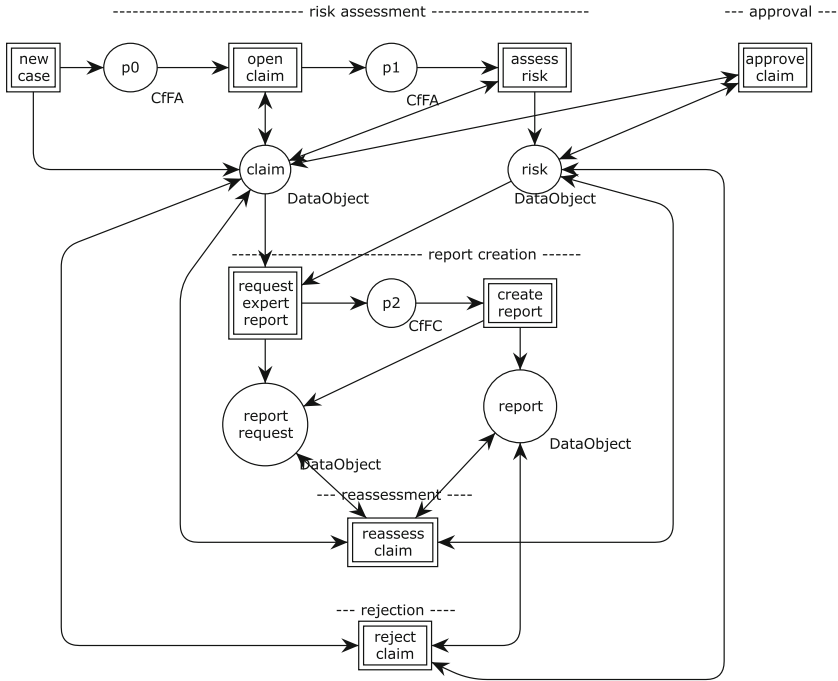 --------------- risk assessment --------------------
-- approval --
new
case
p0
open
claim
p1
assess
risk
approve
claim
CfFA
CfFA
claim
risk
DataObject
DataObject
------------------------ report creation -----
request
expert
report
p2
create
report
CfFC
report
request
report
DataObject
DataObject
--- reassessment ---
reassess
claim
-- rejection ---
reject
claim